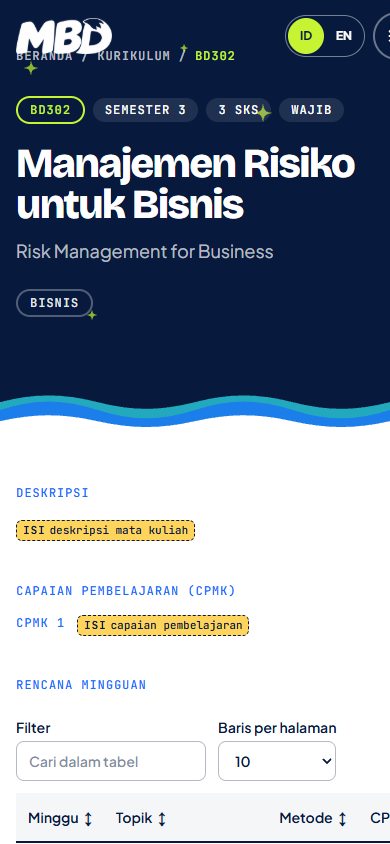 MBD
ID EN
BERANDA / KURIKULUM / BD302
BD302 SEMESTER 3 3 SKS WAJIB
Manajemen Risiko
untuk Bisnis
Risk Management for Business
BISNIS
DESKRIPSI
ISI deskripsi mata kuliah
CAPAIAN PEMBELAJARAN (CPMK)
CPMK 1 ISI capaian pembelajaran
RENCANA MINGGUAN
Filter Baris per halaman
Cari dalam tabel 10
Minggu Topik Metode CP